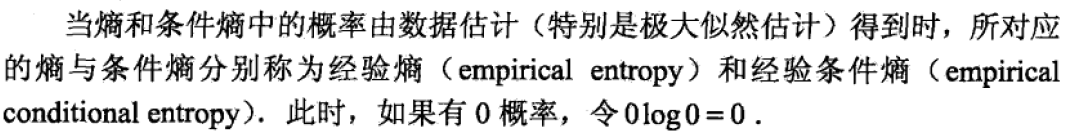 当熵和条件熵中的概率由数据估计（特别是极大似然估计）得到时，所对应
的熵与条件熵分别称为经验熵（empirical entropy）和经验条件熵（empirical
conditional entropy）．此时，如果有 0 概率，令 0 log 0 = 0 ．